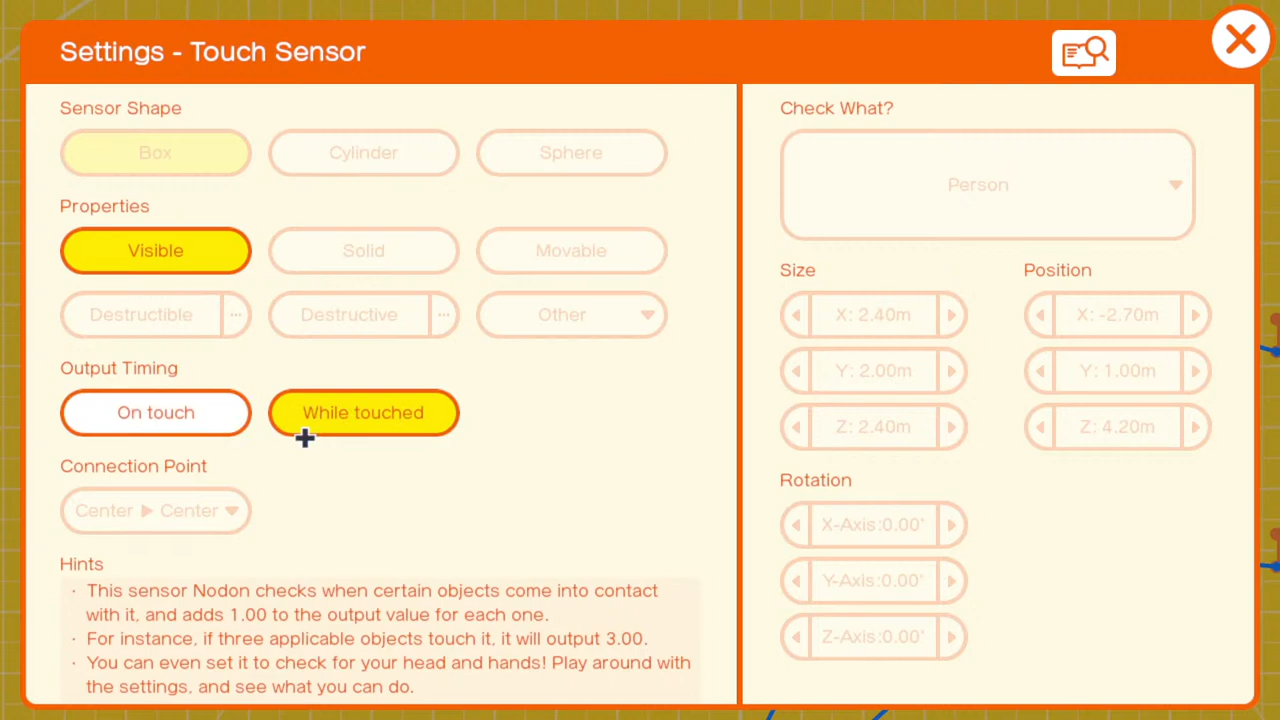 Settings - Touch Sensor
Sensor Shape
Box
Cylinder
Sphere
Properties
Visible
Solid
Movable
Destructible ...
Destructive ...
Other
Output Timing
On touch
While touched
Connection Point
Center ▶ Center
Hints
· This sensor Nodon checks when certain objects come into contact
with it, and adds 1.00 to the output value for each one.
· For instance, if three applicable objects touch it, it will output 3.00.
· You can even set it to check for your head and hands! Play around with
the settings, and see what you can do.
Check What?
Person
Size
X: 2.40m
Y: 2.00m
Z: 2.40m
Position
X: -2.70m
Y: 1.00m
Z: 4.20m
Rotation
X-Axis:0.00°
Y-Axis:0.00°
Z-Axis:0.00°